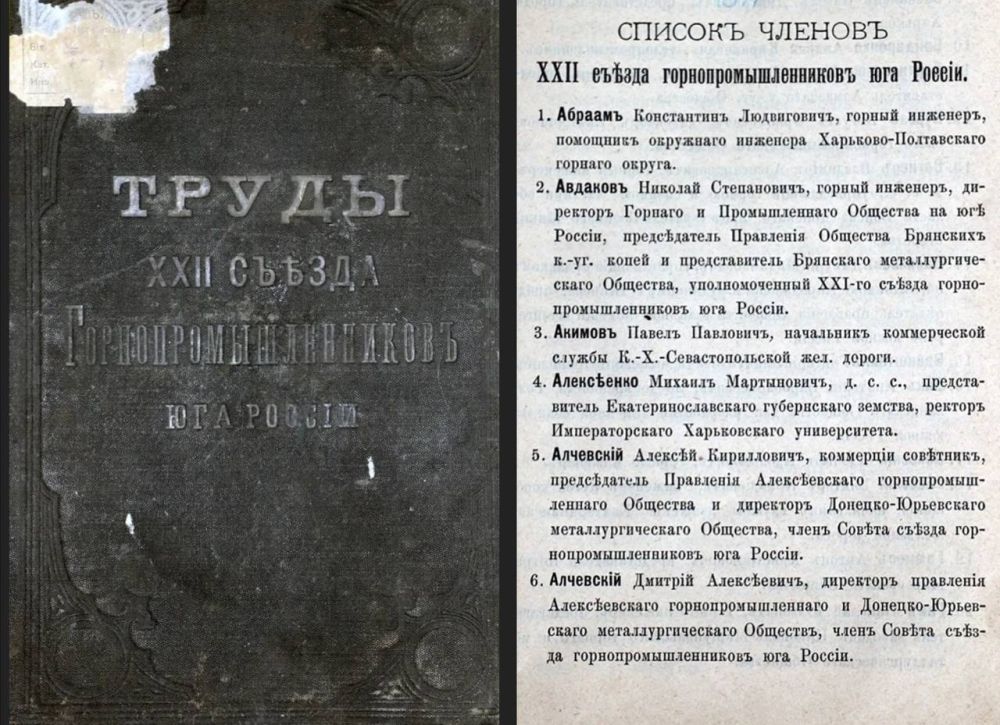 Біб.
Кат.
Инв.
ТРУДЫ
XXII СЪѢЗДА
ГОРНОПРОМЫШЛЕННИКОВЪ
ЮГА РОССІИ
СПИСОКЪ ЧЛЕНОВЪ
XXII съѣзда горнопромышленниковъ юга Россіи.
1. Абраамъ Константинъ Людвиговичъ, горный инженеръ,
помощникъ окружнаго инженера Харьково-Полтавскаго
горнаго округа.
2. Авдаковъ Николай Степановичъ, горный инженеръ, ди-
ректоръ Горнаго и Промышленнаго Общества на югѣ
Россіи, предсѣдатель Правленія Общества Брянскихъ
к.-уг. копей и представитель Брянскаго металлургиче-
скаго Общества, уполномоченный XXI-го съѣзда горно-
промышленниковъ юга Россіи.
3. Акимовъ Павелъ Павловичъ, начальникъ коммерческой
службы К.-Х.-Севастопольской жел. дороги.
4. Алексѣенко Михаилъ Мартыновичъ, д. с. с., предста-
витель Екатеринославскаго губернскаго земства, ректоръ
Императорскаго Харьковскаго университета.
5. Алчевскій Алексѣй Кирилловичъ, коммерціи совѣтникъ,
предсѣдатель Правленія Алексѣевскаго горнопромыш-
леннаго Общества и директоръ Донецко-Юрьевскаго
металлургическаго Общества, членъ Совѣта съѣзда гор-
нопромышленниковъ юга Россіи.
6. Алчевскій Дмитрій Алексѣевичъ, директоръ правленія
Алексѣевскаго горнопромышленнаго и Донецко-Юрьев-
скаго металлургическаго Обществъ, членъ Совѣта съѣз-
да горнопромышленниковъ юга Россіи.